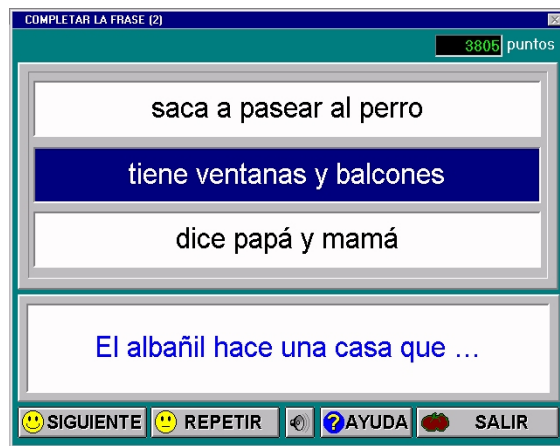 COMPLETAR LA FRASE (2)
3805 puntos
saca a pasear al perro
tiene ventanas y balcones
dice papá y mamá
El albañil hace una casa que ...
SIGUIENTE REPETIR AYUDA SALIR